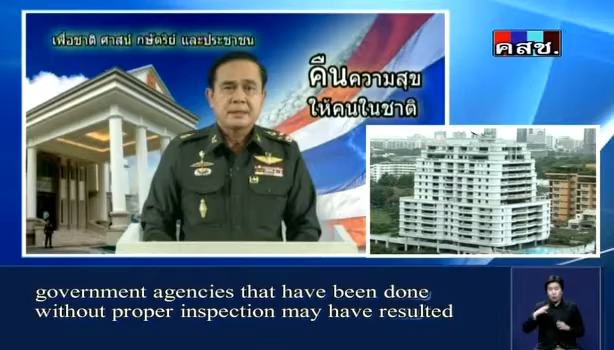 เพื่อชาติ ศาสน์ กษัตริย์ และประชาชน
คืนความสุข
ให้คนในชาติ
คสช.
government agencies that have been done
without proper inspection may have resulted